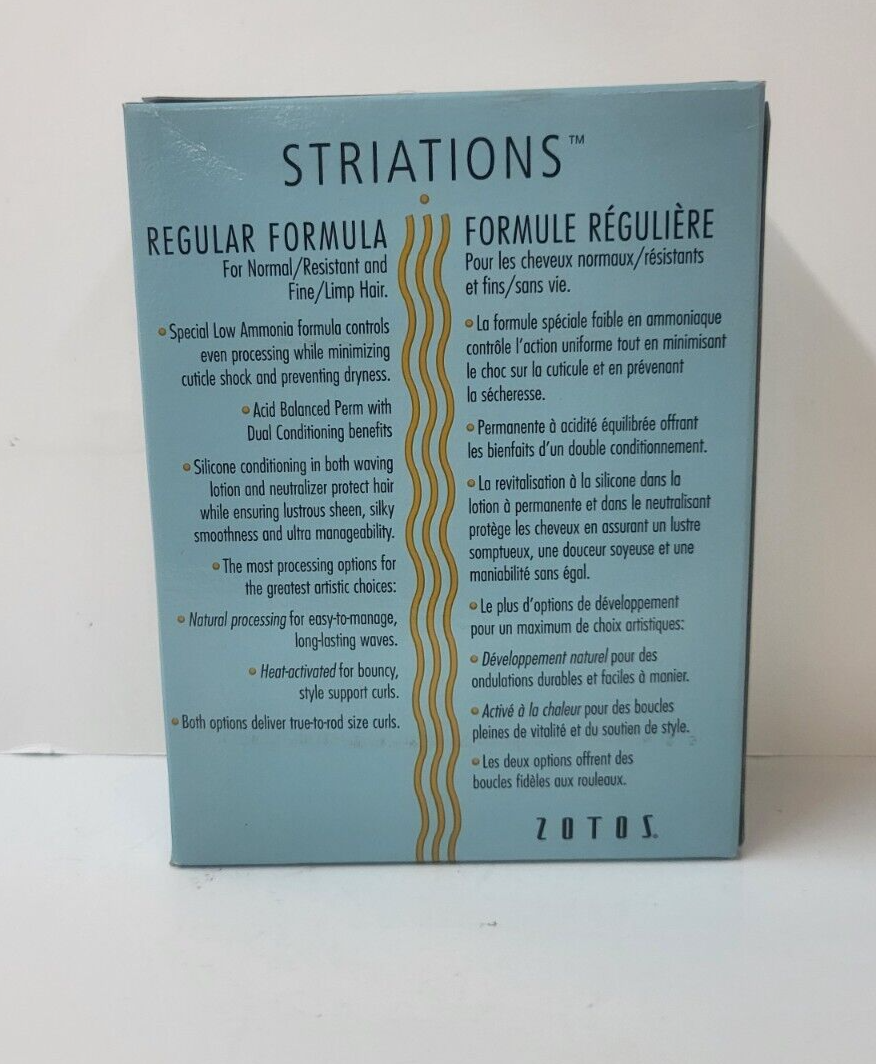 STRIATIONS™
REGULAR FORMULA
For Normal/Resistant and
Fine/Limp Hair.
• Special Low Ammonia formula controls
even processing while minimizing
cuticle shock and preventing dryness.
• Acid Balanced Perm with
Dual Conditioning benefits
• Silicone conditioning in both waving
lotion and neutralizer protect hair
while ensuring lustrous sheen, silky
smoothness and ultra manageability.
• The most processing options for
the greatest artistic choices:
• Natural processing for easy-to-manage,
long-lasting waves.
• Heat-activated for bouncy,
style support curls.
• Both options deliver true-to-rod size curls.
FORMULE RÉGULIÈRE
Pour les cheveux normaux/résistants
et fins/sans vie.
• La formule spéciale faible en ammoniaque
contrôle l'action uniforme tout en minimisant
le choc sur la cuticule et en prévenant
la sécheresse.
• Permanente à acidité équilibrée offrant
les bienfaits d'un double conditionnement.
• La revitalisation à la silicone dans la
lotion à permanente et dans le neutralisant
protège les cheveux en assurant un lustre
somptueux, une douceur soyeuse et une
maniabilité sans égal.
• Le plus d'options de développement
pour un maximum de choix artistiques:
• Développement naturel pour des
ondulations durables et faciles à manier.
• Activé à la chaleur pour des boucles
pleines de vitalité et du soutien de style.
• Les deux options offrent des
boucles fidèles aux rouleaux.
ZOTOS®